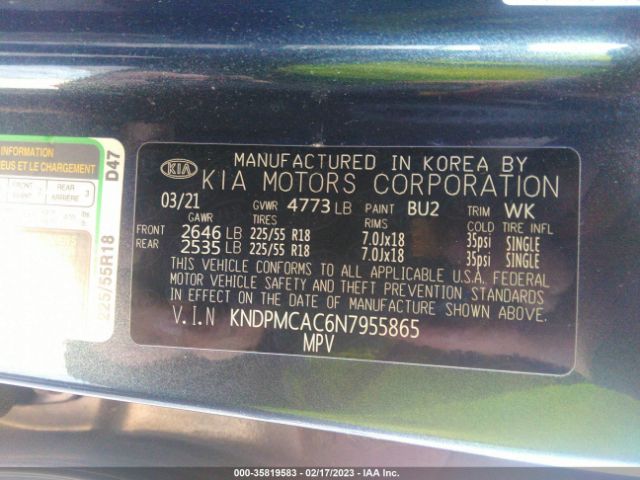 INFORMATION
EUS ET LE CHARGEMENT
D47
FRONT
REAR
ARRIÈRE
3
225/55R18
KIA
MANUFACTURED IN KOREA BY
KIA MOTORS CORPORATION
03/21 GVWR 4773 LB PAINT BU2 TRIM WK
GAWR TIRES RIMS COLD TIRE INFL
FRONT 2646 LB 225/55 R18 7.0Jx18 35psi SINGLE
REAR 2535 LB 225/55 R18 7.0Jx18 35psi SINGLE
THIS VEHICLE CONFORMS TO ALL APPLICABLE U.S.A. FEDERAL
MOTOR VEHICLE SAFETY AND THEFT PREVENTION STANDARDS
IN EFFECT ON THE DATE OF MANUFACTURE SHOWN ABOVE.
V.I.N KNDPMCAC6N7955865
MPV
000-35819583 - 02/17/2023 - IAA Inc.